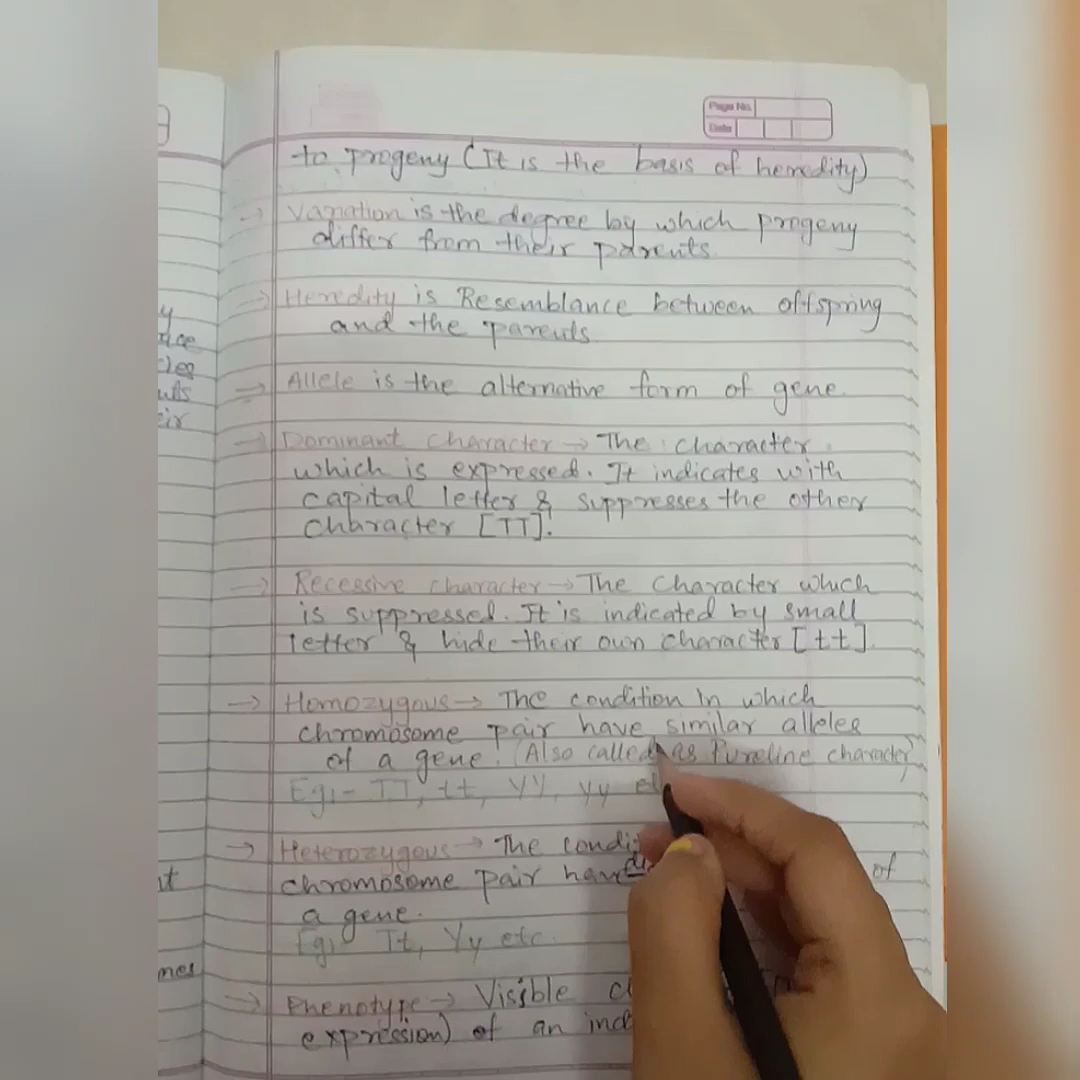 Page No.
Date
to progeny (It is the basis of heredity)
→ Variation is the degree by which progeny
differ from their parents.
→ Heredity is Resemblance between offspring
and the parents
→ Allele is the alternative form of gene.
→ Dominant character → The character
which is expressed. It indicates with
capital letter & suppresses the other
character [TT].
→ Recessive character → The character which
is suppressed. It is indicated by small
letter & hide their own character [tt].
→ Homozygous → The condition in which
chromosome pair have similar alleles
of a gene. (Also called as Pureline character)
Eg:- TT, tt, YY, yy
→ Heterozygous → The
chromosome pair have of
a gene.
Eg:- Tt, Yy etc.
→ Phenotype → Visible
expression) of an